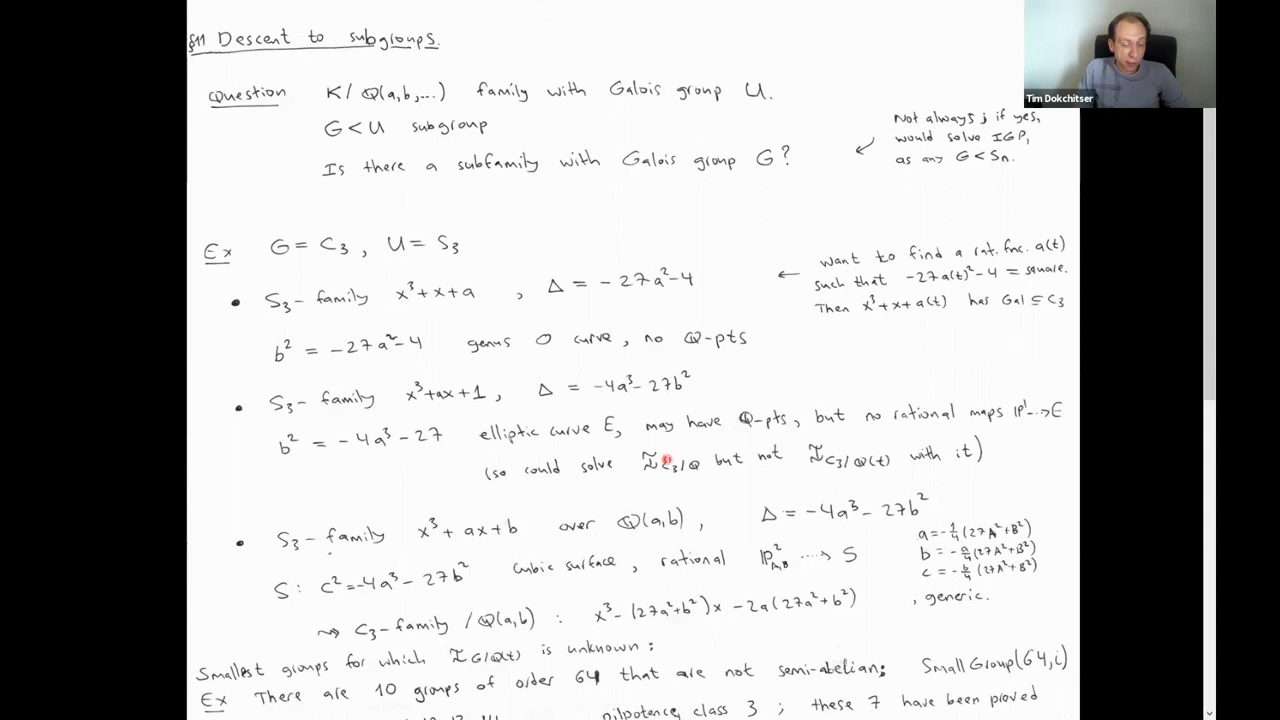 §11 Descent to subgroups.
Question K/Q(a,b,...) family with Galois group U.
G<U subgroup
Is there a subfamily with Galois group G?
Not always; if yes,
would solve IGP,
as any G<Sn.
Tim Dokchitser
Ex G = C₃, U = S₃
• S₃-family x³+x+a, Δ = -27a²-4
← want to find a rat. fnc. a(t)
such that -27a(t)²-4 = square.
Then x³+x+a(t) has Gal ⊆ C₃
b² = -27a²-4 genus 0 curve, no Q-pts
• S₃-family x³+ax+1, Δ = -4a³-27b²
b² = -4a³-27 elliptic curve E, may have Q-pts, but no rational maps P¹⇢E
(so could solve I_C₃/Q but not I_C₃/Q(t) with it)
• S₃-family x³+ax+b over Q(a,b), Δ = -4a³-27b²
S: c²=-4a³-27b² cubic surface, rational P²_A,B ⇢ S
a=-1/4(27A²+B²)
b=-a/4(27A²+B²)
c=-b/4(27A²+B²)
⇝ C₃-family /Q(a,b): x³-(27a²+b²)x-2a(27a²+b²), generic.
Smallest groups for which I_G/Q(t) is unknown:
Ex There are 10 groups of order 64 that are not semi-abelian; SmallGroup(64,i)
nilpotence class 3; these 7 have been proved